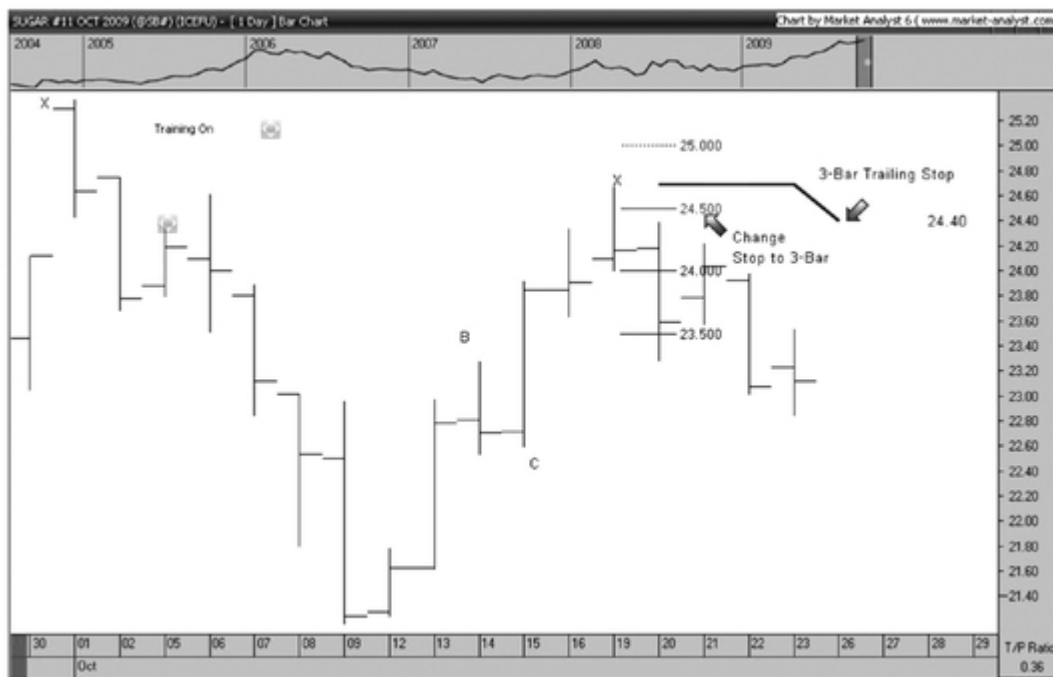 SUGAR #11 OCT 2009 (@SB#) (ICEFU) - [ 1 Day ] Bar Chart
Chart by Market Analyst 6 ( www.market-analyst.com
2004 2005 2006 2007 2008 2009
X
Training On
25.000
X
24.500
24.000
23.500
3-Bar Trailing Stop
24.40
Change
Stop to 3-Bar
B
C
25.20
25.00
24.80
24.60
24.40
24.20
24.00
23.80
23.60
23.40
23.20
23.00
22.80
22.60
22.40
22.20
22.00
21.80
21.60
21.40
30 01 02 05 06 07 08 09 12 13 14 15 16 19 20 21 22 23 26 27 28 29
Oct
T/P Ratio
0.36